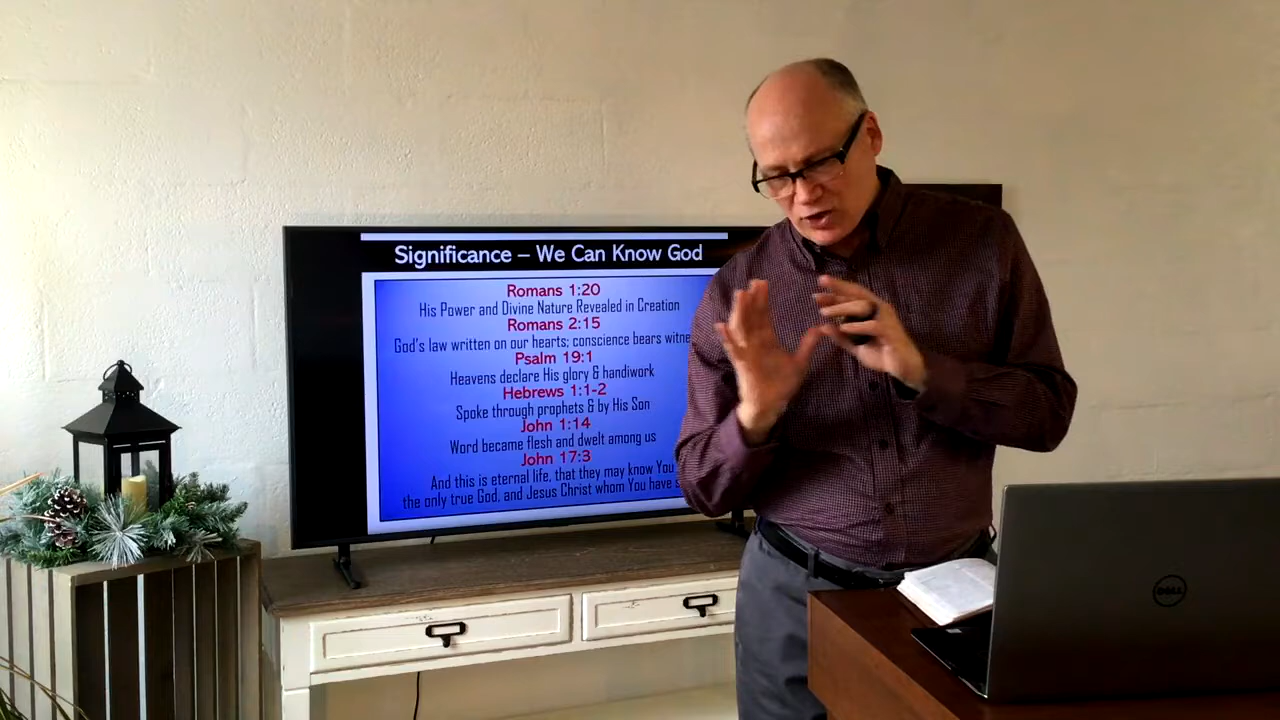 Significance – We Can Know God
Romans 1:20
His Power and Divine Nature Revealed in Creation
Romans 2:15
God's law written on our hearts; conscience bears
Psalm 19:1
Heavens declare His glory & handiwork
Hebrews 1:1-2
Spoke through prophets & by His Son
John 1:14
Word became flesh and dwelt among us
John 17:3
And this is eternal life, that they may know You
the only true God, and Jesus Christ whom You have
DELL